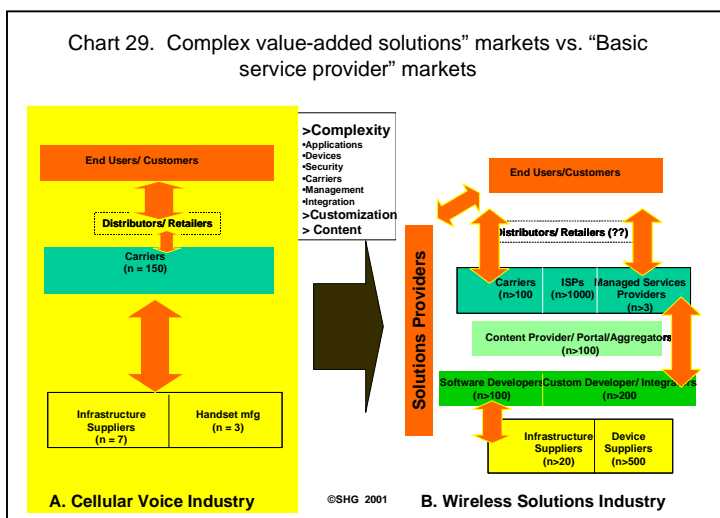 Chart 29. Complex value-added solutions” markets vs. “Basic
service provider” markets
End Users/ Customers
Distributors/ Retailers
Carriers
(n = 150)
Infrastructure
Suppliers
(n = 7)
Handset mfg
(n = 3)
A. Cellular Voice Industry
>Complexity
▪Applications
▪Devices
▪Security
▪Carriers
▪Management
▪Integration
>Customization
> Content
©SHG 2001
Solutions Providers
End Users/Customers
Distributors/ Retailers (??)
Carriers
(n>100)
ISPs
(n>1000)
Managed Services
Providers
(n>3)
Content Provider/ Portal/Aggregators
(n>100)
Software Developers
(n>100)
Custom Developer/ Integraters
(n>200
Infrastructure
Suppliers
(n>20)
Device
Suppliers
(n>500)
B. Wireless Solutions Industry